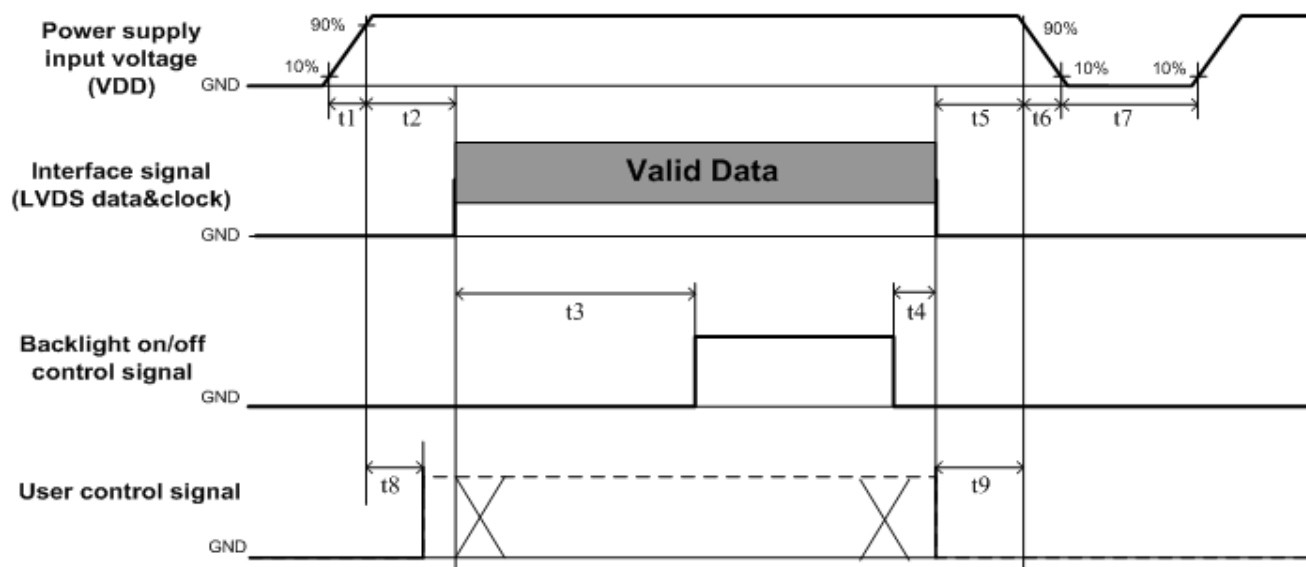 Power supply
input voltage
(VDD)
90%
10%
GND
90%
10%
10%
t1
t2
t5
t6
t7
Interface signal
(LVDS data&clock)
Valid Data
GND
t3
t4
Backlight on/off
control signal
GND
t8
t9
User control signal
GND